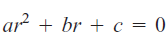 ar² + br + c = 0